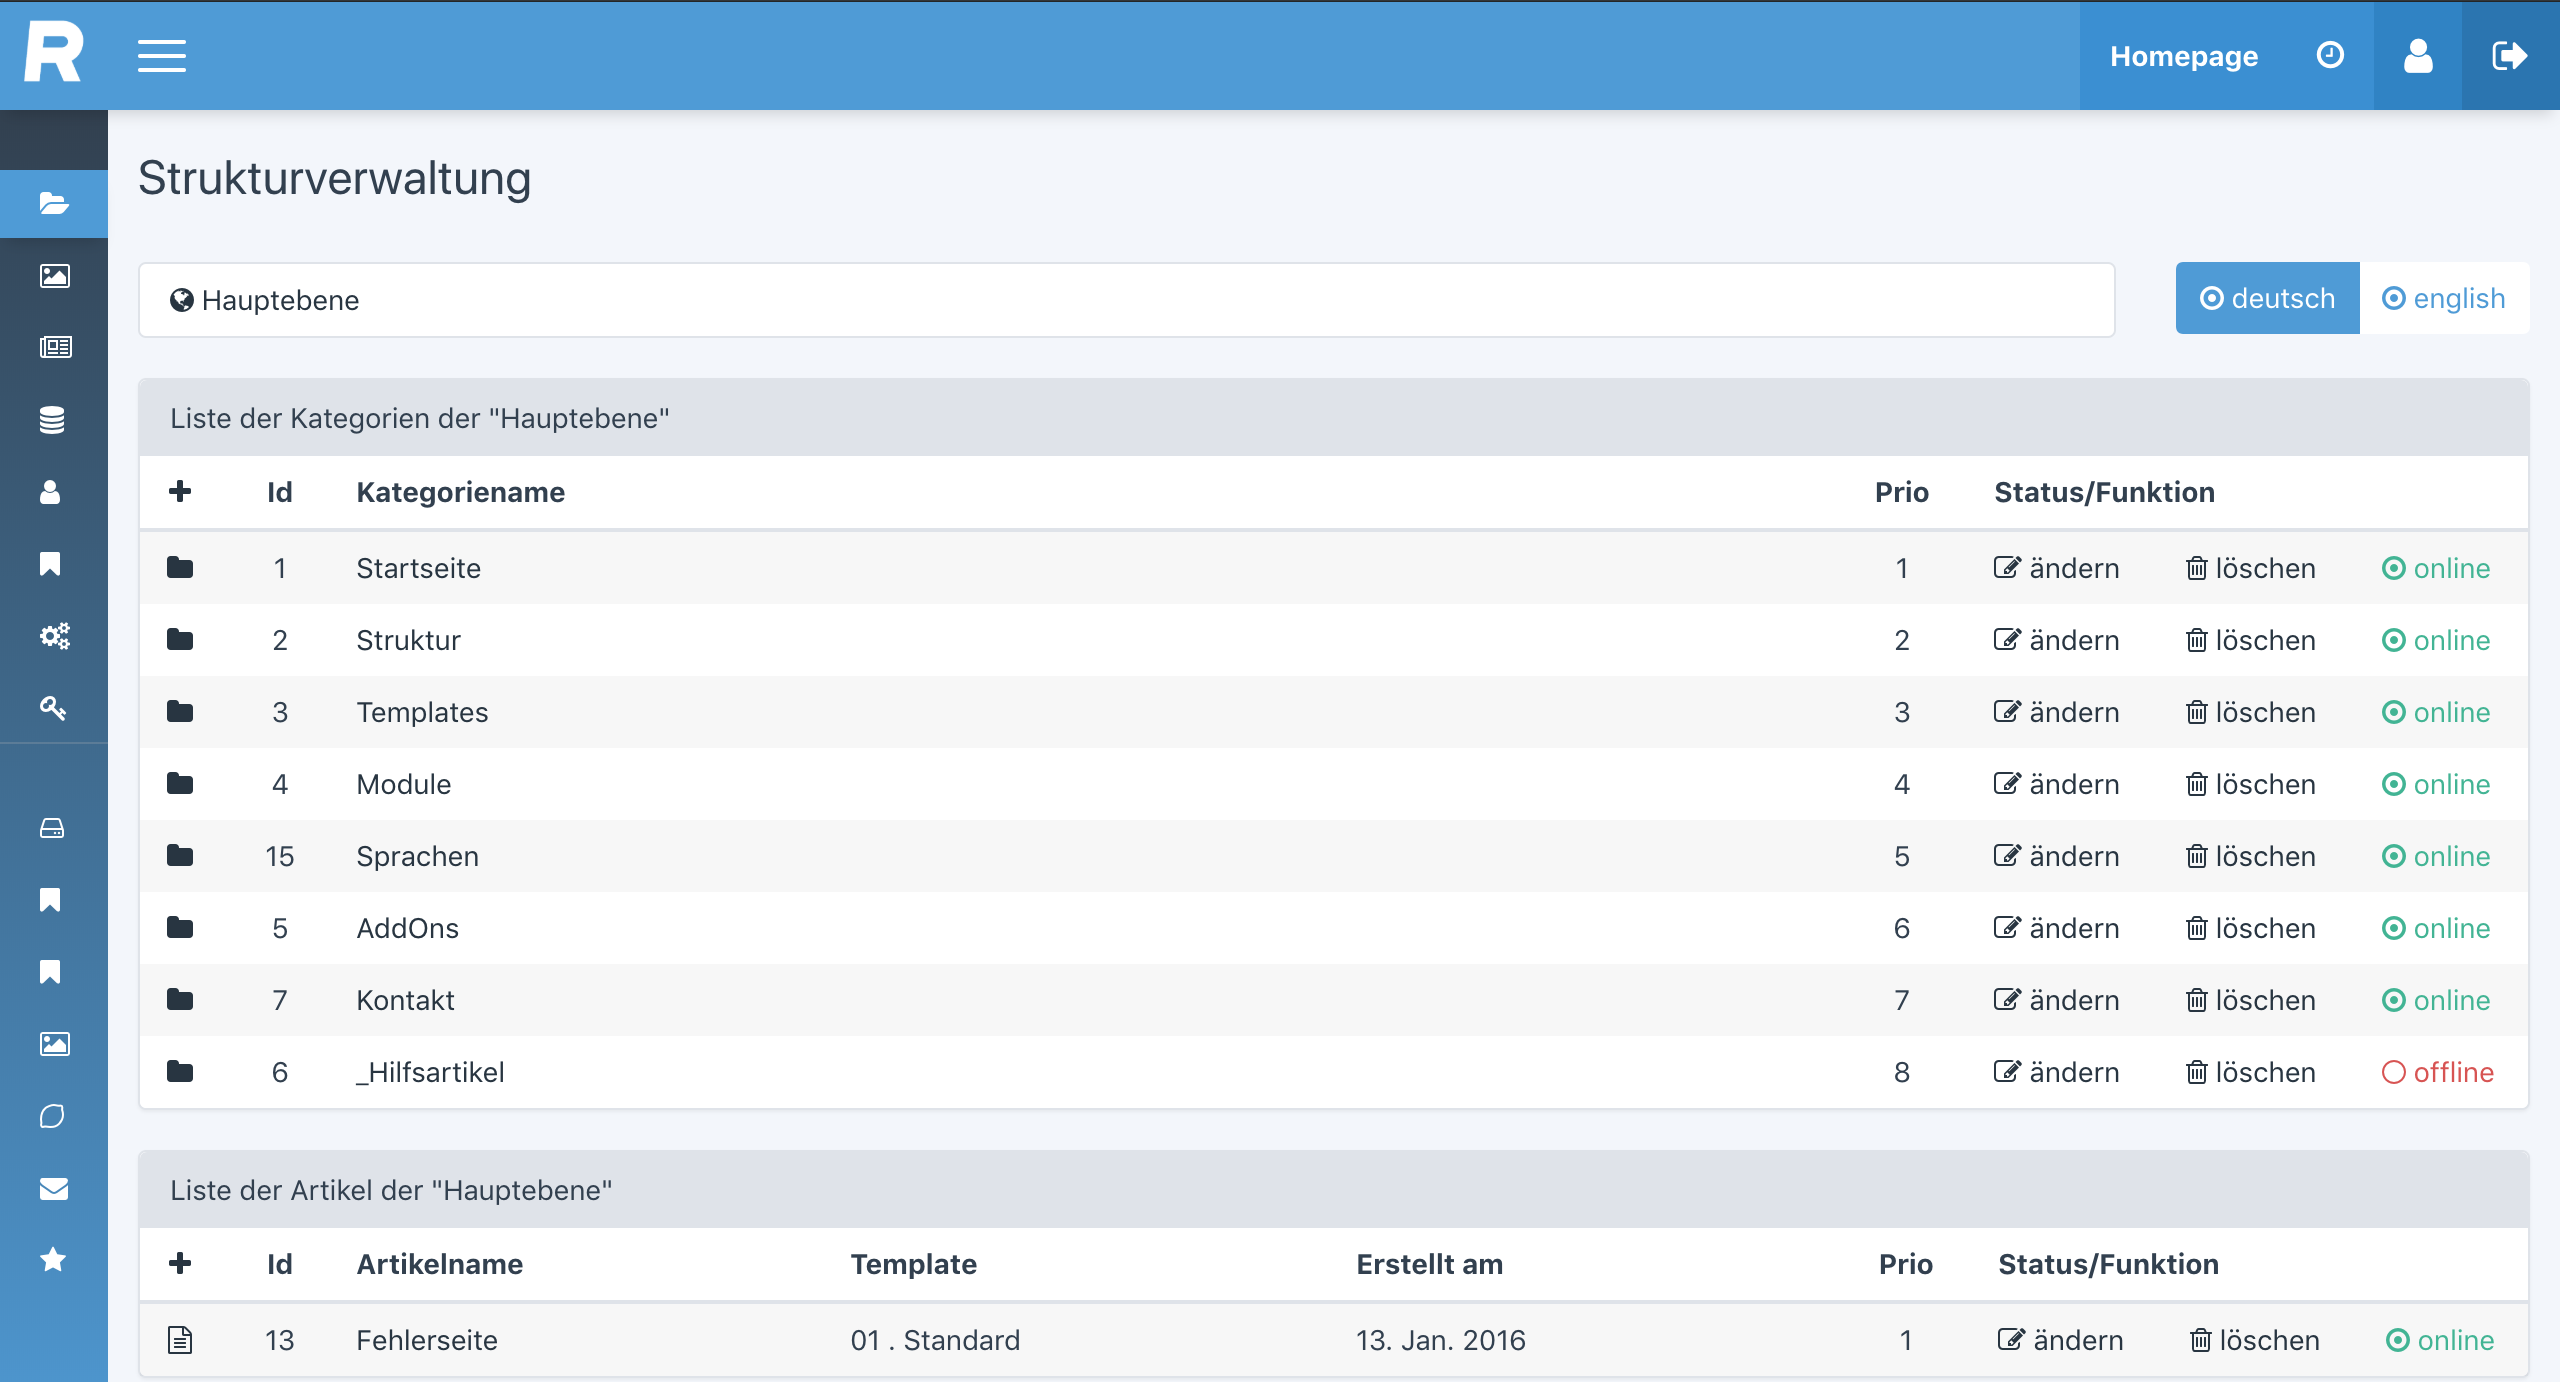 R
Homepage
Strukturverwaltung
Hauptebene
deutsch english
Liste der Kategorien der "Hauptebene"
Id Kategoriename Prio Status/Funktion
1 Startseite 1 ändern löschen online
2 Struktur 2 ändern löschen online
3 Templates 3 ändern löschen online
4 Module 4 ändern löschen online
15 Sprachen 5 ändern löschen online
5 AddOns 6 ändern löschen online
7 Kontakt 7 ändern löschen online
6 _Hilfsartikel 8 ändern löschen offline
Liste der Artikel der "Hauptebene"
Id Artikelname Template Erstellt am Prio Status/Funktion
13 Fehlerseite 01 . Standard 13. Jan. 2016 1 ändern löschen online